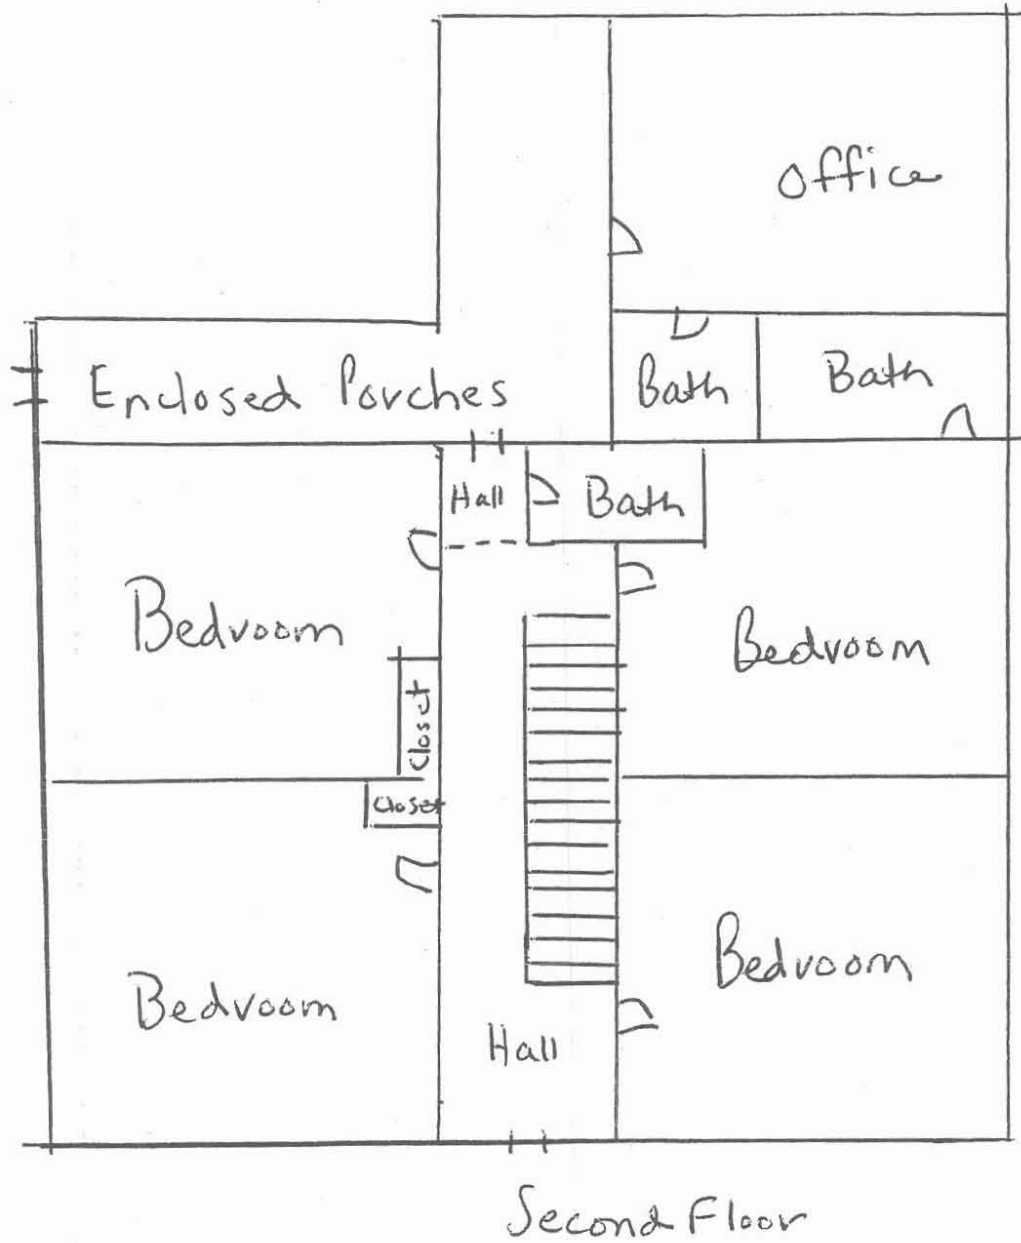 Office
Enclosed Porches
Bath
Bath
Hall
Bath
Bedroom
Bedroom
Closet
Closet
Bedroom
Bedroom
Hall
Second Floor